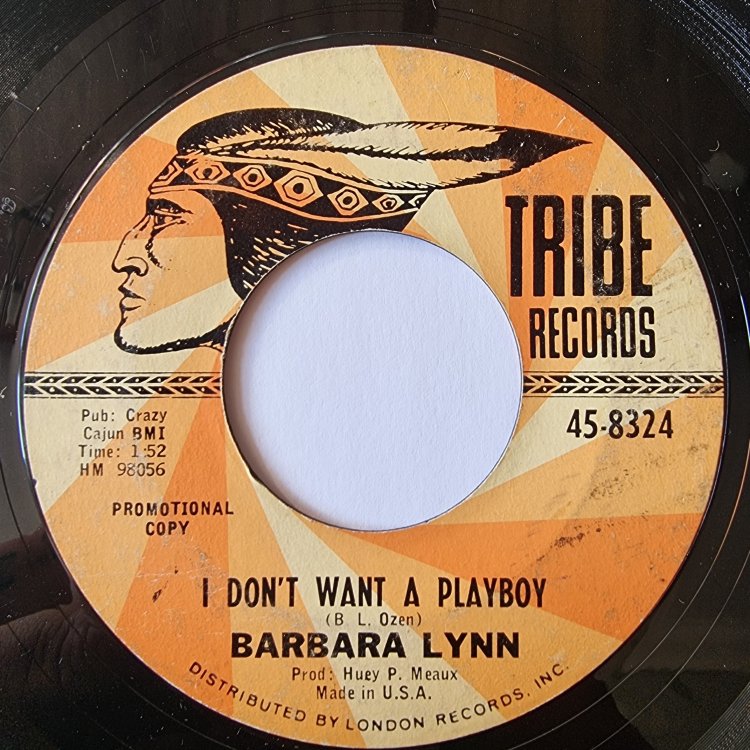 TRIBE
RECORDS
45-8324
Pub: Crazy
Cajun BMI
Time: 1:52
HM 98056
PROMOTIONAL
COPY
I DON'T WANT A PLAYBOY
(B L. Ozen)
BARBARA LYNN
Prod: Huey P. Meaux
Made in U.S.A.
DISTRIBUTED BY LONDON RECORDS, INC.